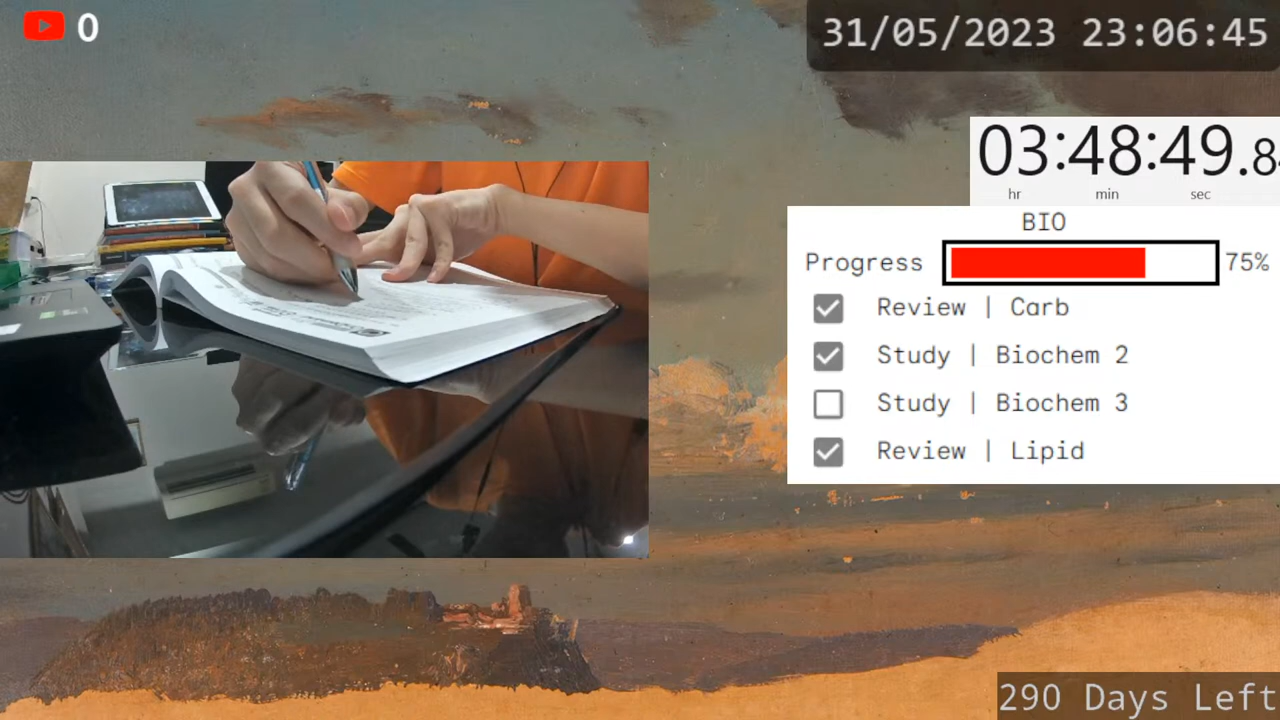 0
31/05/2023 23:06:45
03:48:49.8
hr min sec
BIO
Progress 75%
Review | Carb
Study | Biochem 2
Study | Biochem 3
Review | Lipid
290 Days Left